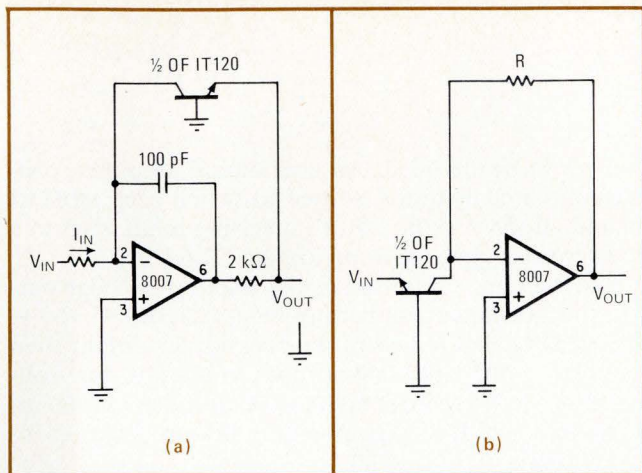 ½ OF IT120
100 pF
I_IN
V_IN
2
8007
6
2 kΩ
3
V_OUT
(a)
R
½ OF
IT120
V_IN
2
8007
6
3
V_OUT
(b)